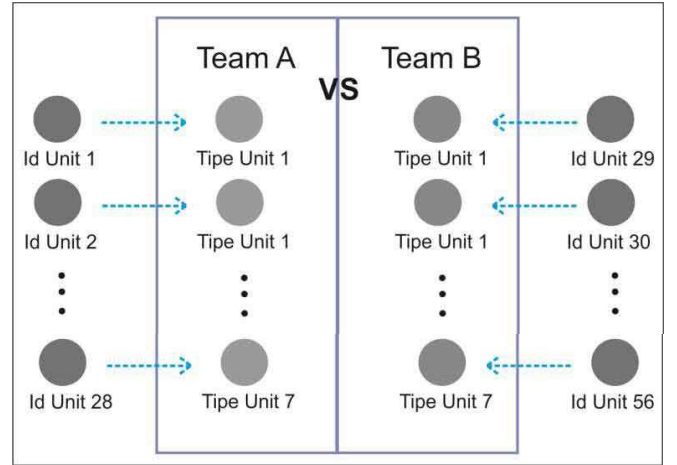 Team A
Team B
VS
Id Unit 1
Tipe Unit 1
Tipe Unit 1
Id Unit 29
Id Unit 2
Tipe Unit 1
Tipe Unit 1
Id Unit 30
Id Unit 28
Tipe Unit 7
Tipe Unit 7
Id Unit 56